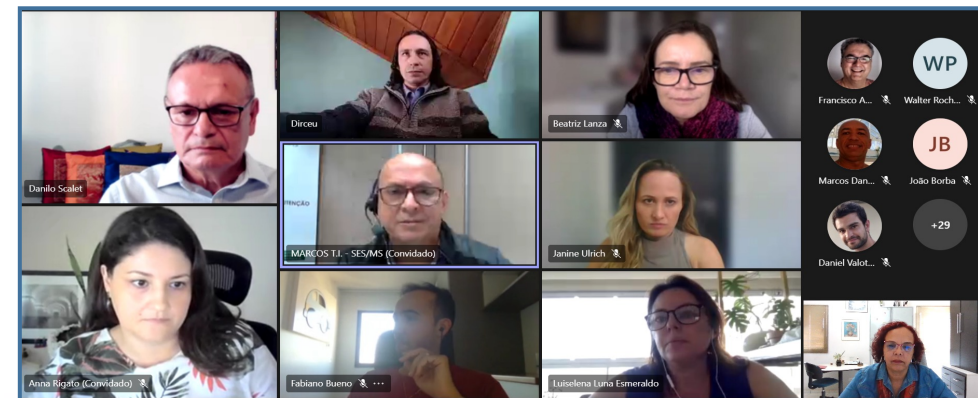 Danilo Scalet
Dirceu
Beatriz Lanza
MARCOS T.I. - SES/MS (Convidado)
Janine Ulrich
Anna Rigato (Convidado)
Fabiano Bueno ...
Luiselena Luna Esmeraldo
WP
Francisco A...
Walter Roch...
JB
Marcos Dan...
João Borba
+29
Daniel Valot...